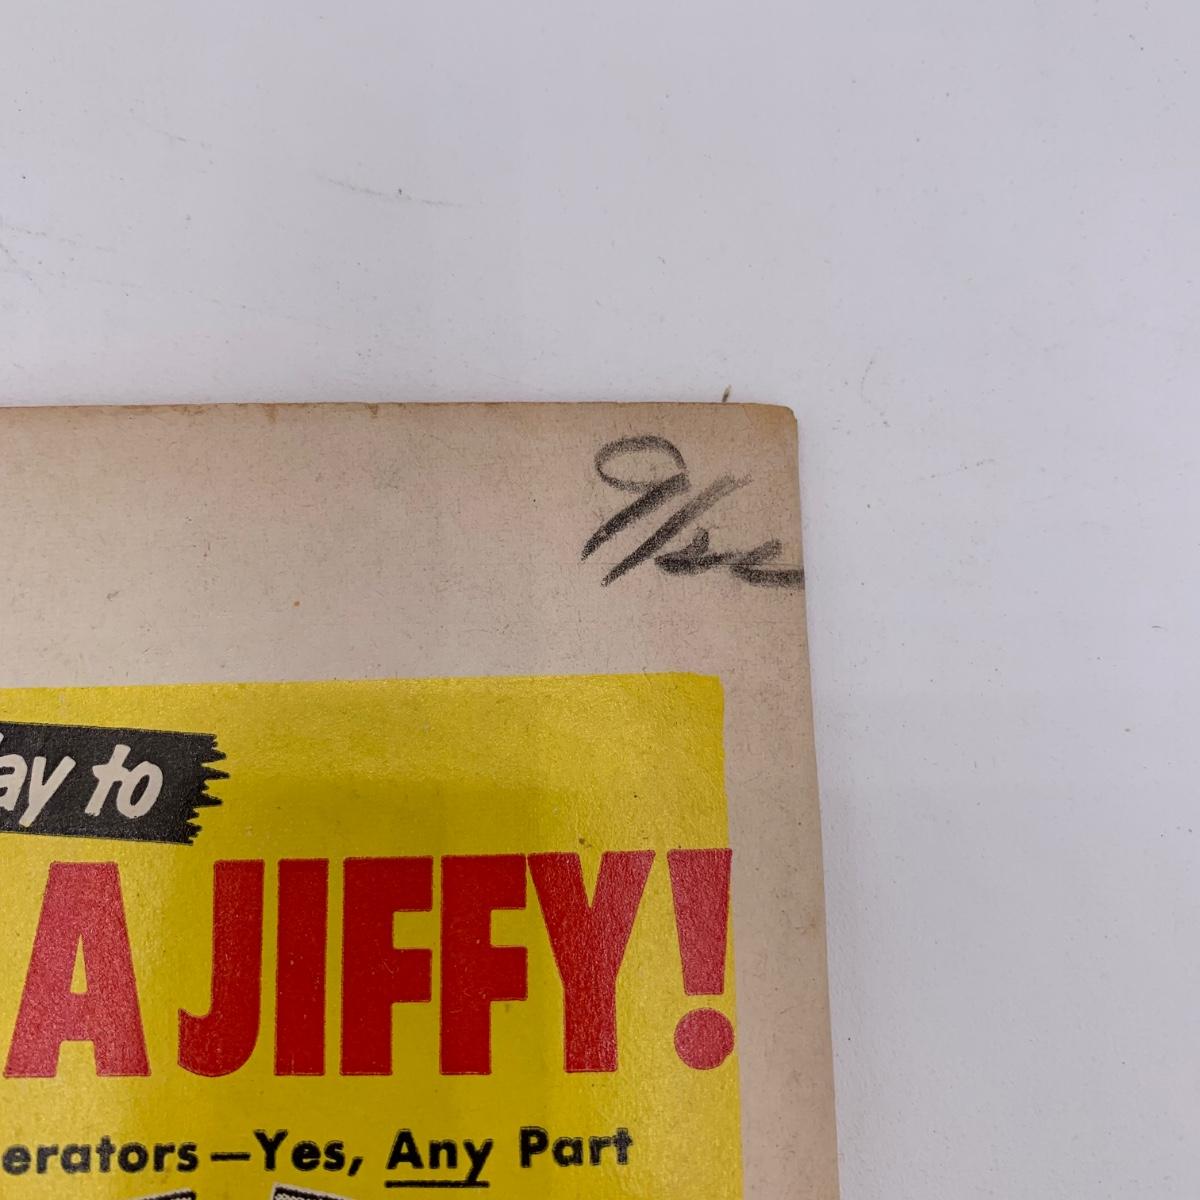 ay to
A JIFFY!
erators—Yes, Any Part